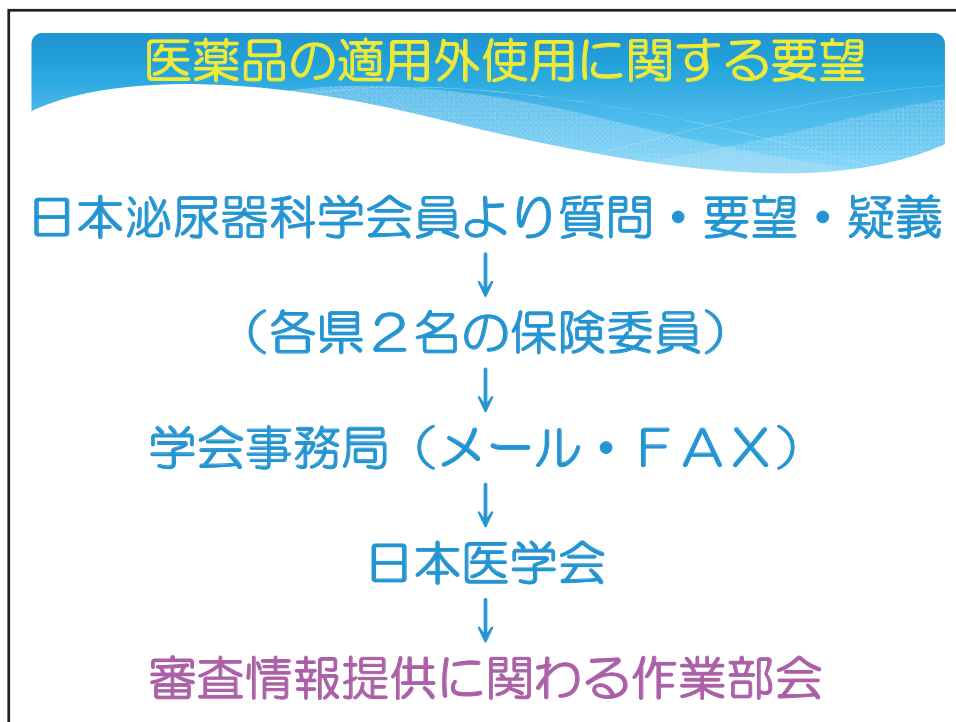 医薬品の適用外使用に関する要望
日本泌尿器科学会員より質問・要望・疑義
↓
（各県２名の保険委員）
↓
学会事務局（メール・ＦＡＸ）
↓
日本医学会
↓
審査情報提供に関わる作業部会